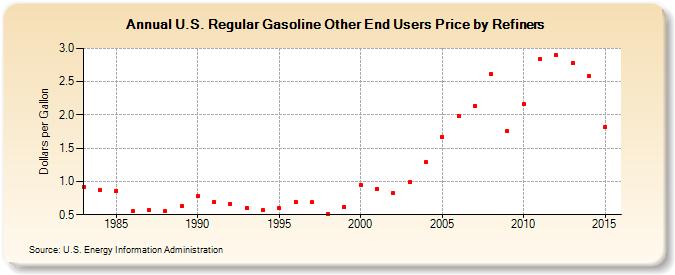 Annual U.S. Regular Gasoline Other End Users Price by Refiners
Dollars per Gallon
3.0
2.5
2.0
1.5
1.0
0.5
1985 1990 1995 2000 2005 2010 2015
Source: U.S. Energy Information Administration